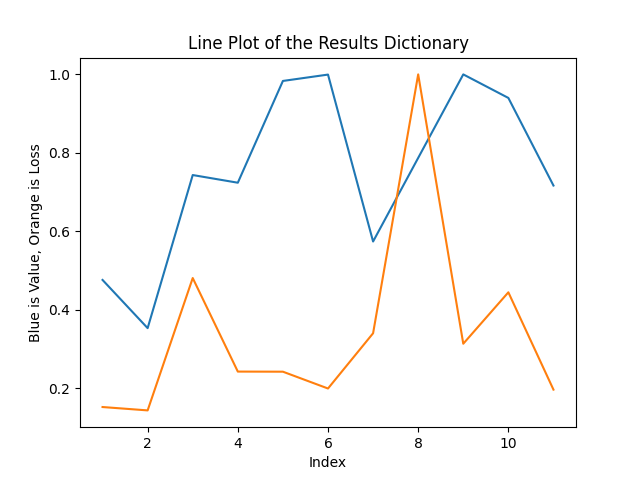 Line Plot of the Results Dictionary
Blue is Value, Orange is Loss
1.0
0.8
0.6
0.4
0.2
2 4 6 8 10
Index